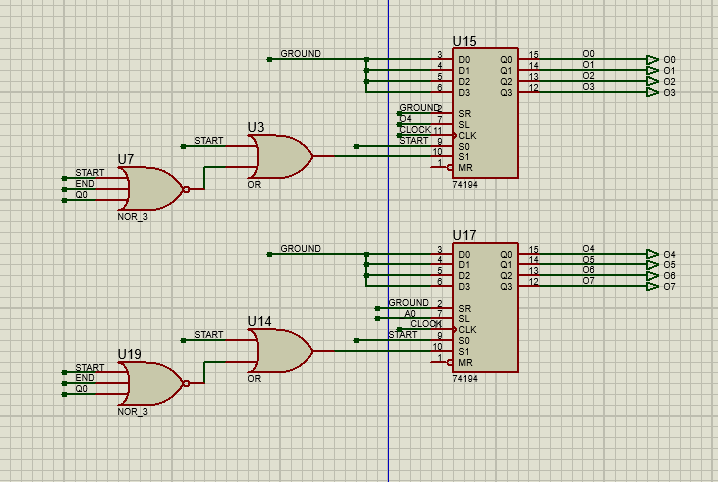 U15
GROUND
3 D0 Q0 15 O0 O0
4 D1 Q1 14 O1 O1
5 D2 Q2 13 O2 O2
6 D3 Q3 12 O3 O3
GROUND 2 SR
O4 7 SL
CLOCK 11 CLK
START 9 S0
10 S1
1 MR
74194
U3
START
OR
U7
START
END
Q0
NOR_3
U17
GROUND
3 D0 Q0 15 O4 O4
4 D1 Q1 14 O5 O5
5 D2 Q2 13 O6 O6
6 D3 Q3 12 O7 O7
GROUND 2 SR
A0 7 SL
CLOCK 11 CLK
START 9 S0
10 S1
1 MR
74194
U14
START
OR
U19
START
END
Q0
NOR_3